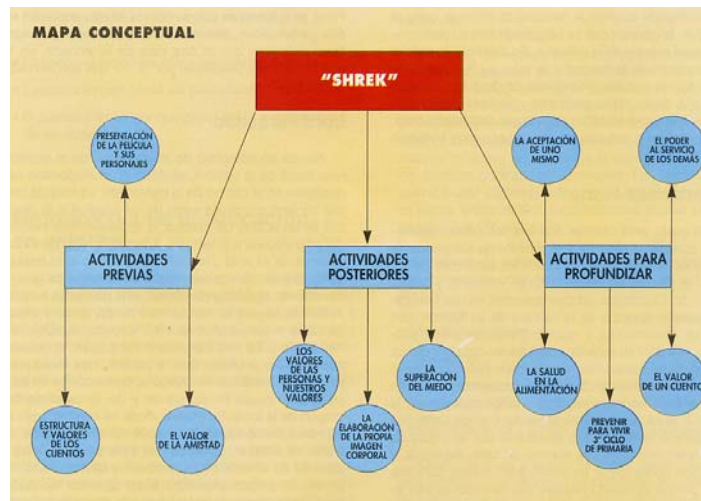 MAPA CONCEPTUAL
"SHREK"
PRESENTACIÓN
DE LA PELÍCULA
Y SUS
PERSONAJES
LA ACEPTACIÓN
DE UNO
MISMO
EL PODER
AL SERVICIO
DE LOS DEMÁS
ACTIVIDADES
PREVIAS
ACTIVIDADES
POSTERIORES
ACTIVIDADES PARA
PROFUNDIZAR
ESTRUCTURA
Y VALORES
DE LOS
CUENTOS
EL VALOR
DE LA AMISTAD
LOS
VALORES
DE LAS
PERSONAS Y
NUESTROS
VALORES
LA
ELABORACIÓN
DE LA PROPIA
IMAGEN
CORPORAL
LA
SUPERACIÓN
DEL MIEDO
LA SALUD
EN LA
ALIMENTACIÓN
PREVENIR
PARA VIVIR
3º CICLO
DE PRIMARIA
EL VALOR
DE UN CUENTO